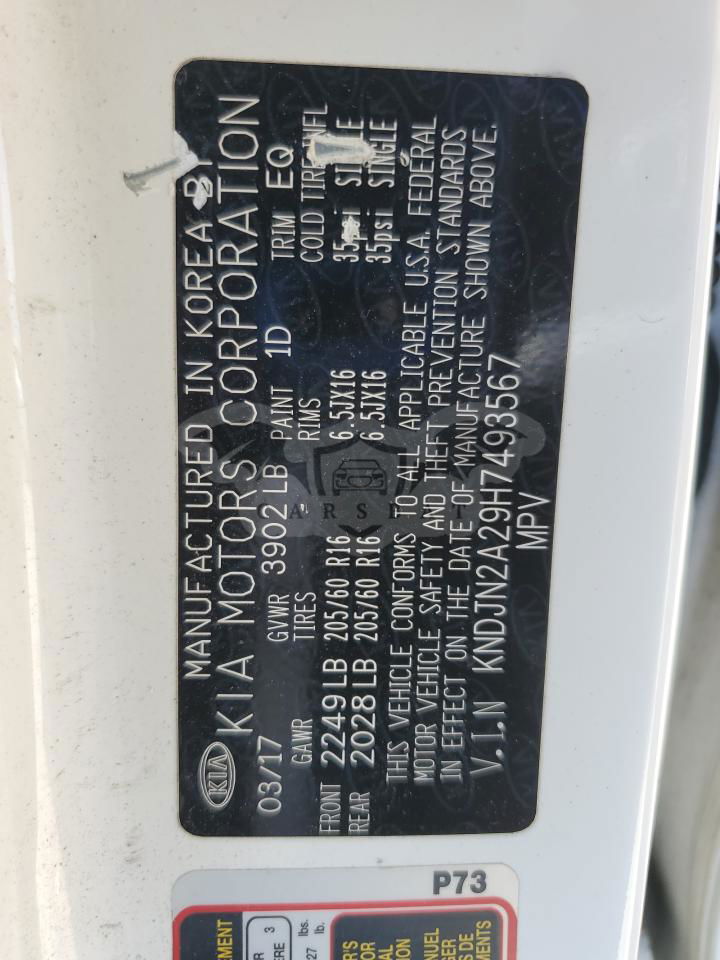 KIA
MANUFACTURED IN KOREA BY
KIA MOTORS CORPORATION
03/17 GVWR 3902 LB PAINT 1D TRIM EQ
GAWR TIRES RIMS COLD TIRE
FRONT 2249 LB 205/60 R16 6.5JX16 35psi
REAR 2028 LB 205/60 R16 6.5JX16 35psi SINGLE
THIS VEHICLE CONFORMS TO ALL APPLICABLE U.S.A. FEDERAL
MOTOR VEHICLE SAFETY AND THEFT PREVENTION STANDARDS
IN EFFECT ON THE DATE OF MANUFACTURE SHOWN ABOVE.
V.I.N KNDJN2A29H7493567
MPV
CARSENT
P73